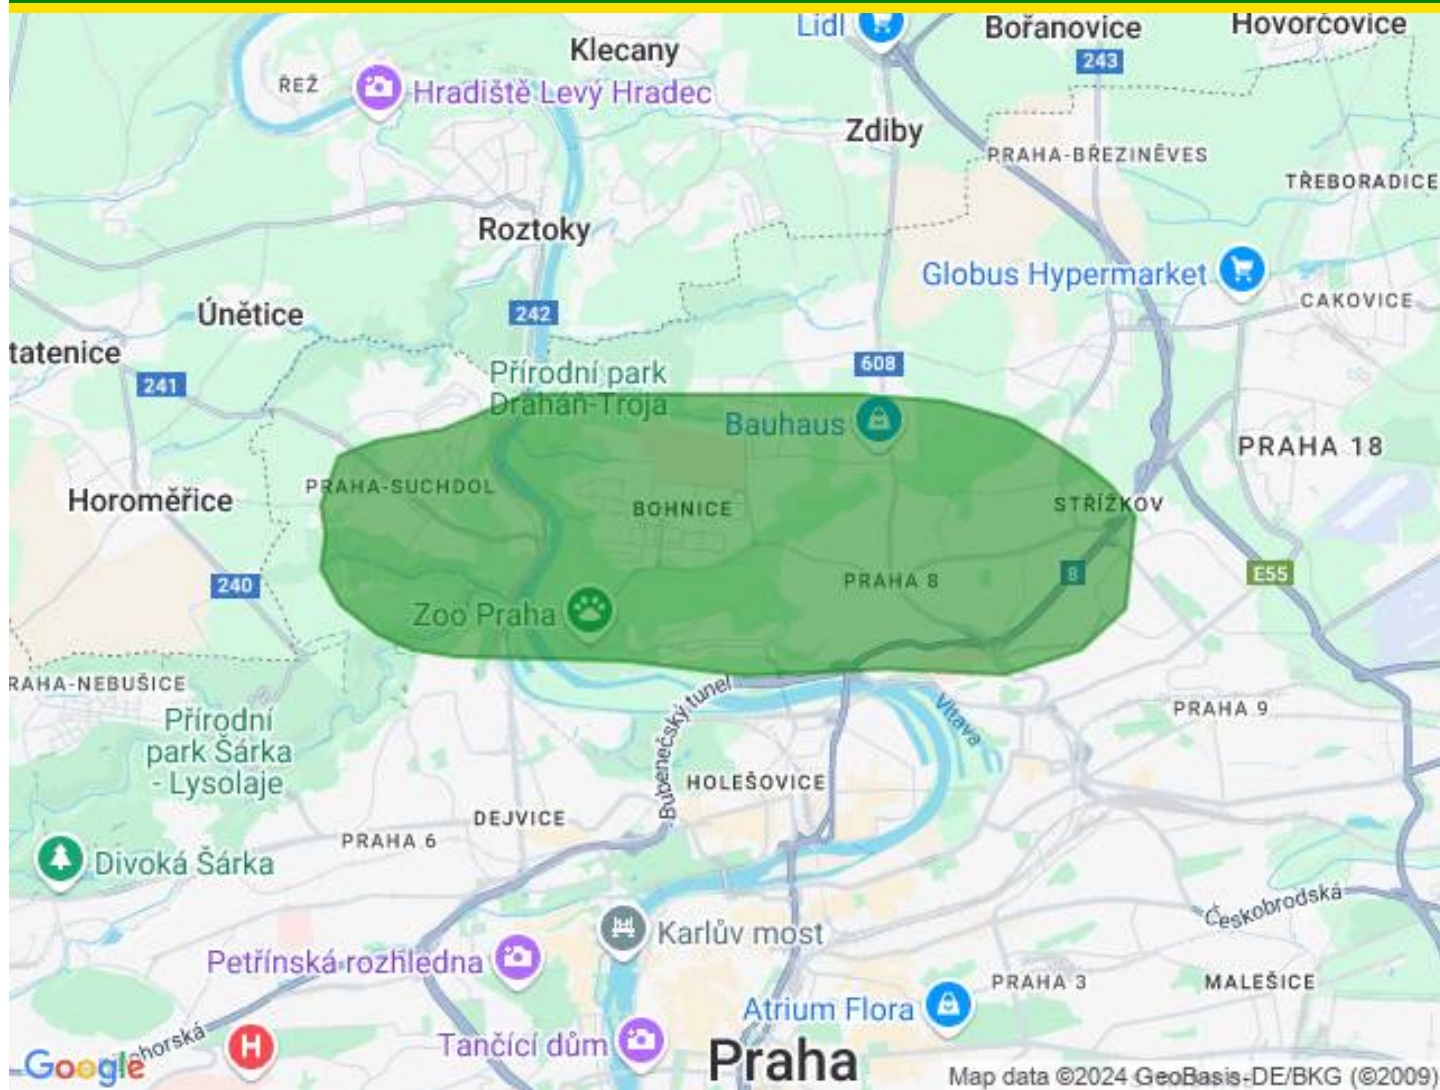 Lidl
Bořanovice
Hovorčovice
Klecany
243
ŘEŽ
Hradiště Levý Hradec
Zdiby
PRAHA-BŘEZINĚVES
TŘEBORADICE
Roztoky
Globus Hypermarket
CAKOVICE
Únětice
242
tatenice
608
241
Přírodní park
Draháň-Troja
Bauhaus
PRAHA 18
PRAHA-SUCHDOL
Horoměřice
BOHNICE
STŘÍŽKOV
240
PRAHA 8
8
E55
Zoo Praha
RAHA-NEBUŠICE
Bubenečský tunel
Vltava
PRAHA 9
Přírodní
park Šárka
- Lysolaje
HOLEŠOVICE
DEJVICE
PRAHA 6
Divoká Šárka
Českobrodská
Karlův most
Petřínská rozhledna
PRAHA 3
MALEŠICE
Atrium Flora
horská
H
Tančící dům
Praha
Google
Map data ©2024 GeoBasis-DE/BKG (©2009)